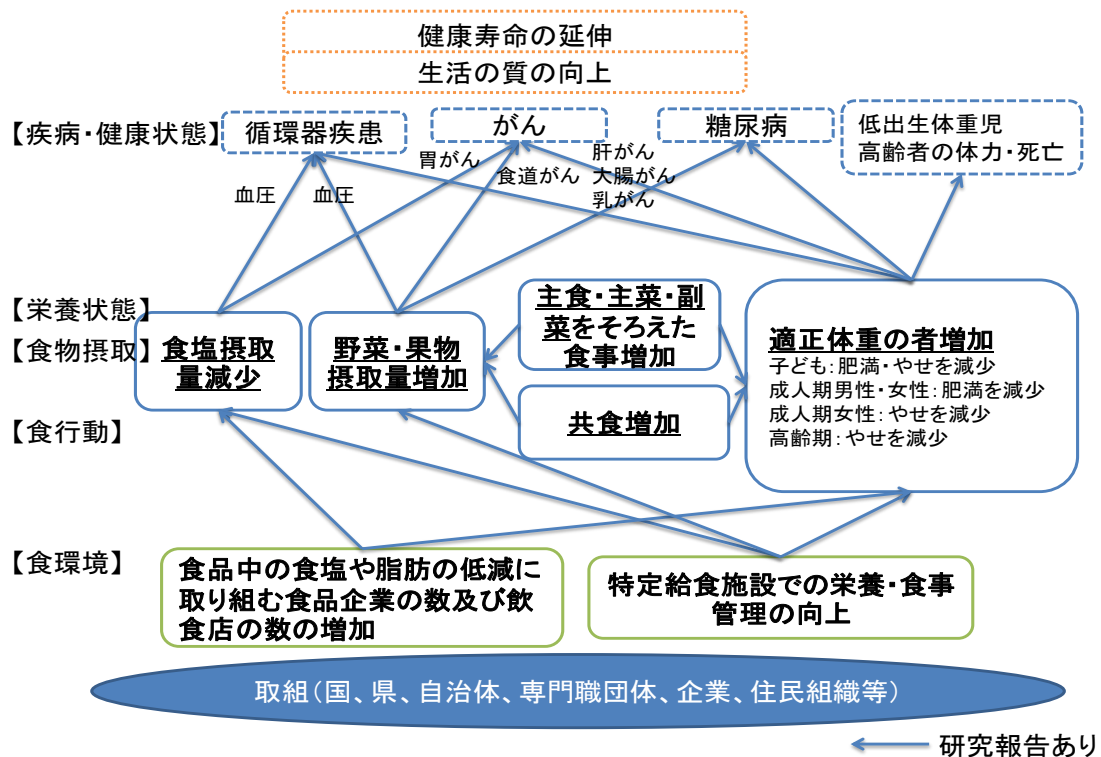 健康寿命の延伸
生活の質の向上
【疾病・健康状態】
循環器疾患
がん
糖尿病
低出生体重児
高齢者の体力・死亡
胃がん
食道がん
肝がん
大腸がん
乳がん
血圧
血圧
【栄養状態】
【食物摂取】
食塩摂取
量減少
野菜・果物
摂取量増加
主食・主菜・副
菜をそろえた
食事増加
適正体重の者増加
子ども:肥満・やせを減少
成人期男性・女性:肥満を減少
成人期女性:やせを減少
高齢期:やせを減少
【食行動】
共食増加
【食環境】
食品中の食塩や脂肪の低減に
取り組む食品企業の数及び飲
食店の数の増加
特定給食施設での栄養・食事
管理の向上
取組(国、県、自治体、専門職団体、企業、住民組織等)
研究報告あり